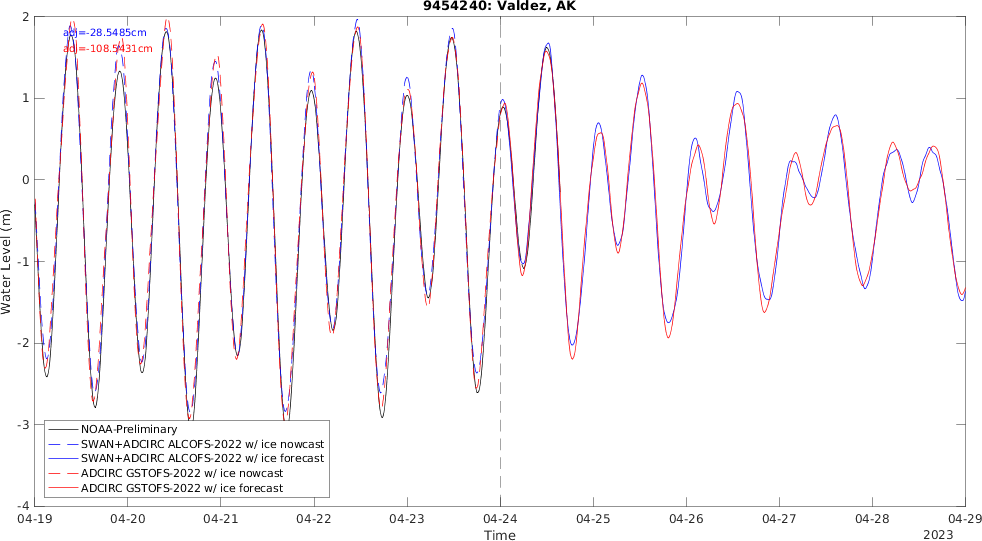 9454240: Valdez, AK
adj=-28.5485cm
adj=-108.5431cm
Water Level (m)
2
1
0
-1
-2
-3
-4
NOAA-Preliminary
SWAN+ADCIRC ALCOFS-2022 w/ ice nowcast
SWAN+ADCIRC ALCOFS-2022 w/ ice forecast
ADCIRC GSTOFS-2022 w/ ice nowcast
ADCIRC GSTOFS-2022 w/ ice forecast
04-19 04-20 04-21 04-22 04-23 04-24 04-25 04-26 04-27 04-28 04-29
Time
2023